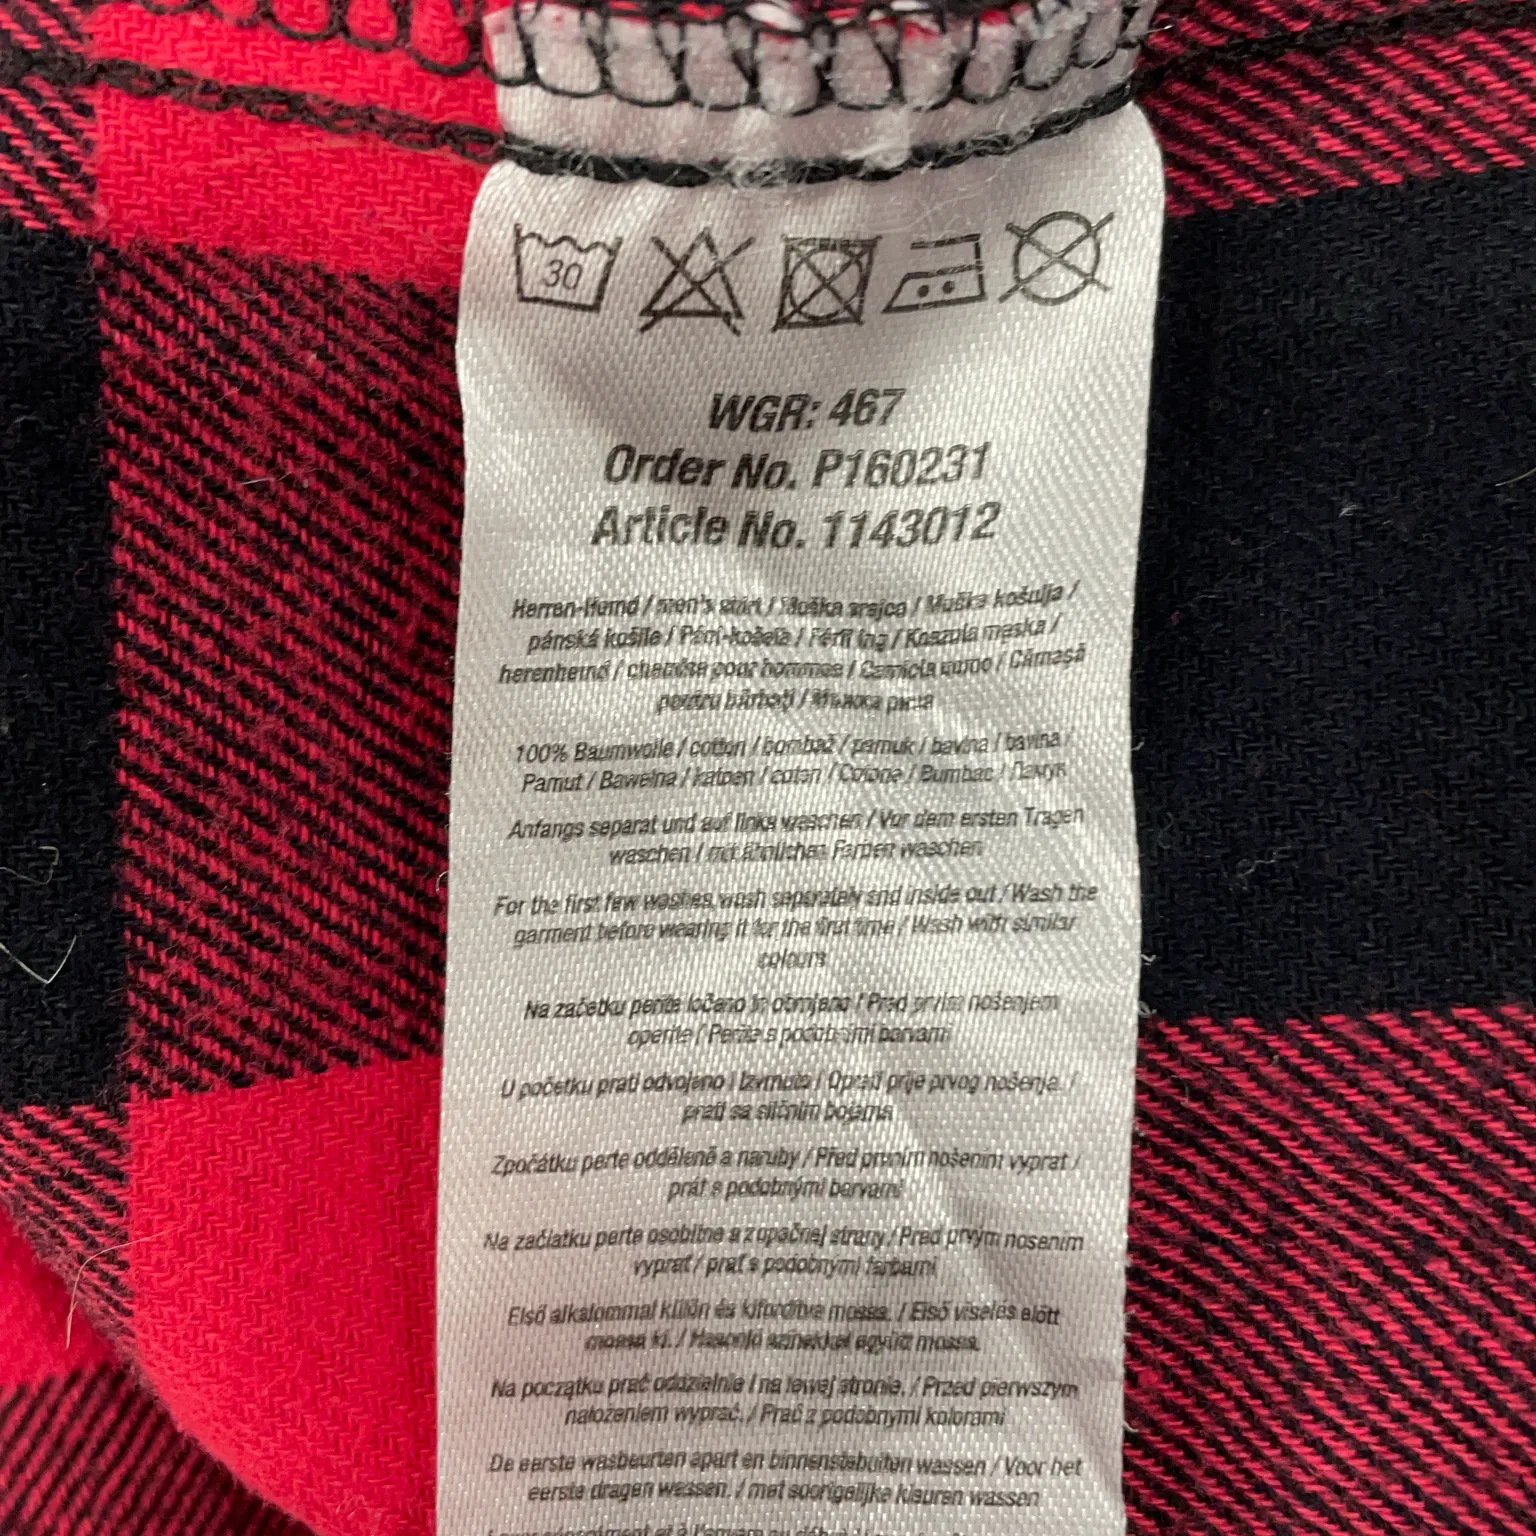 30
WGR: 467
Order No. P160231
Article No. 1143012
Herren-Hemd / men's shirt / Moška srajca / Muška košulja /
pánská košile / Pánska košeľa / Férfi ing / Koszula męska /
herenhemd / chemise pour hommes / Camicia uomo / Cămașă
pentru bărbați / Мъжка риза
100% Baumwolle / cotton / bombaž / pamuk / bavlna / bavlna /
Pamut / Bawełna / katoen / coton / Cotone / Bumbac / Памук
Anfangs separat und auf links waschen / Vor dem ersten Tragen
waschen / mit ähnlichen Farben waschen
For the first few washes, wash separately and inside out / Wash the
garment before wearing it for the first time / Wash with similar
colours
Na začetku perite ločeno in obrnjeno / Pred prvim nošenjem
operite / Perite s podobnimi barvami
U početku prati odvojeno i izvrnuto / Oprati prije prvog nošenja. /
prati sa sličnim bojama
Zpočátku perte odděleně a naruby / Před prvním nošením vyprat /
prát s podobnými barvami
Na začiatku perte osobitne a z opačnej strany / Pred prvým nosením
vyprať / prať s podobnymi farbami
Első alkalommal külön és kifordítva mossa. / Első viselés előtt
mossa ki. / Hasonló színekkel együtt mossa.
Na początku prać oddzielnie i na lewej stronie. / Przed pierwszym
nałożeniem wyprać. / Prać z podobnymi kolorami
De eerste wasbeurten apart en binnenstebuiten wassen / Voor het
eerste dragen wassen. / met soortgelijke kleuren wassen